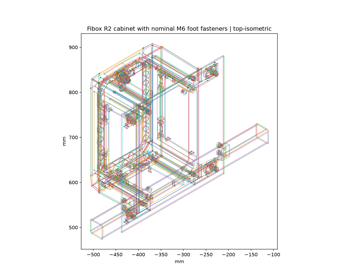 Fibox R2 cabinet with nominal M6 foot fasteners | top-isometric
mm
900
800
700
600
500
−500 −450 −400 −350 −300 −250 −200 −150 −100
mm